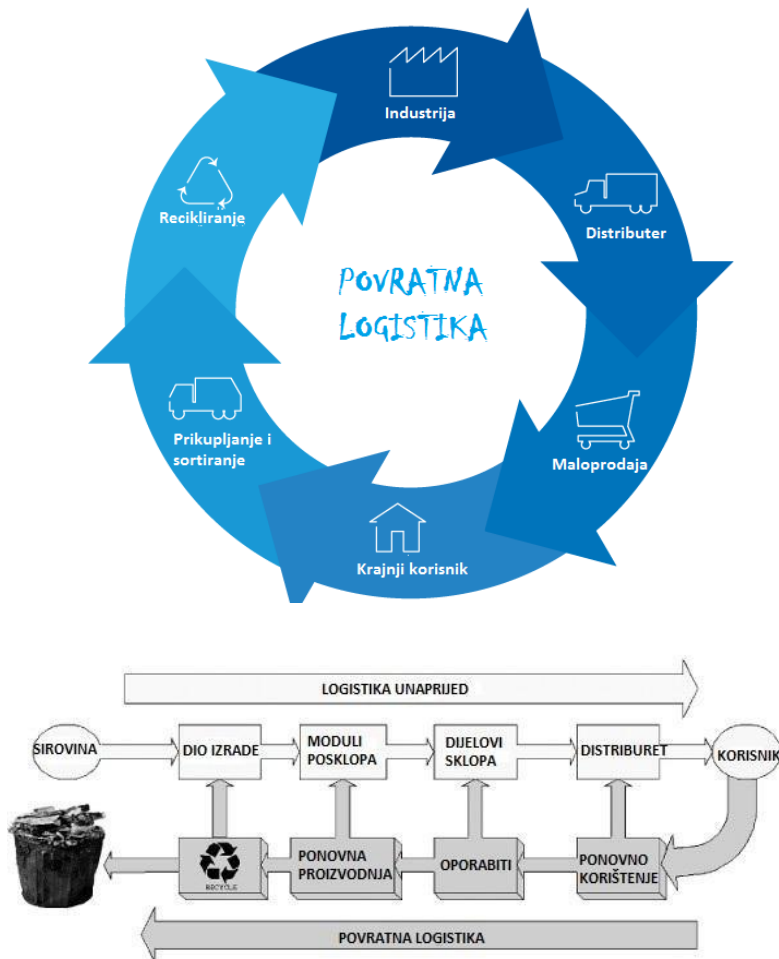 Industrija
Distributer
Maloprodaja
Krajnji korisnik
Prikupljanje i
sortiranje
Recikliranje
POVRATNA
LOGISTIKA
LOGISTIKA UNAPRIJED
SIROVINA
DIO IZRADE
MODULI
POSKLOPA
DIJELOVI
SKLOPA
DISTRIBURET
KORISNIK
RECYCLE
PONOVNA
PROIZVODNJA
OPORABITI
PONOVNO
KORIŠTENJE
POVRATNA LOGISTIKA